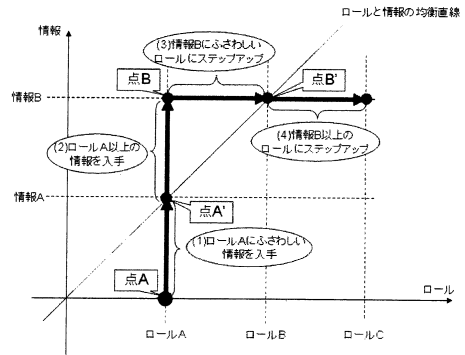 ロールと情報の均衡直線
情報
(3)情報Bにふさわしい
ロールにステップアップ
点B
点B'
情報B
(2)ロールA以上の
情報を入手
(4)情報B以上の
ロールにステップアップ
情報A
点A'
(1)ロールAにふさわしい
情報を入手
点A
ロール
ロールA
ロールB
ロールC